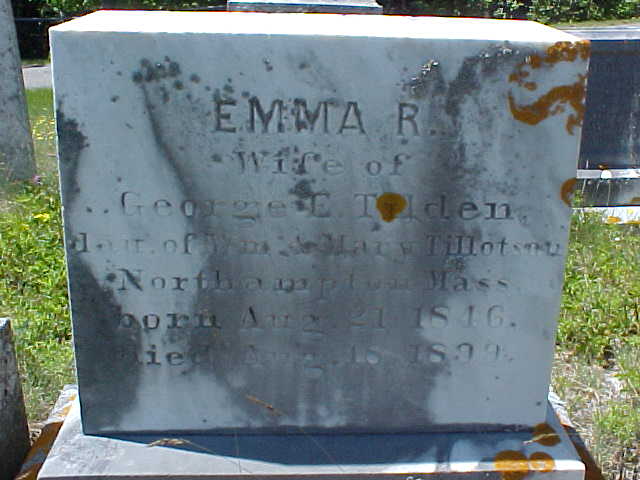 EMMA R.
Wife of
George E. Tilden,
dau. of Wm. & Mary Tillotson
Northampton Mass.
born Aug. 21, 1846.
died Aug. 18, 1899.